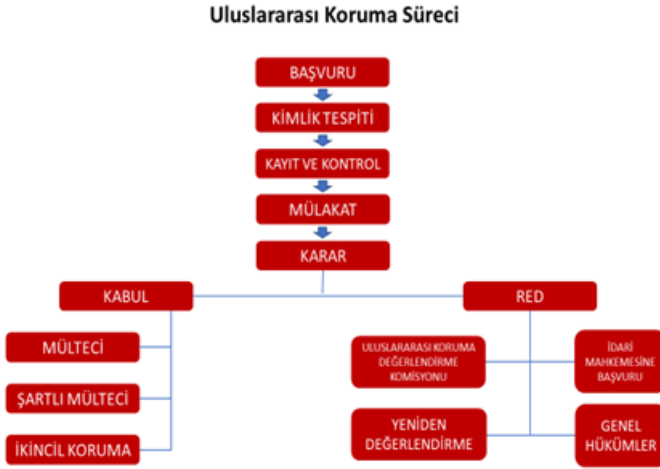 Uluslararası Koruma Süreci
BAŞVURU
KİMLİK TESPİTİ
KAYIT VE KONTROL
MÜLAKAT
KARAR
KABUL
RED
MÜLTECİ
ŞARTLI MÜLTECİ
İKİNCİL KORUMA
ULUSLARARASI KORUMA
DEĞERLENDİRME
KOMİSYONU
İDARİ
MAHKEMESİNE
BAŞVURU
YENİDEN
DEĞERLENDİRME
GENEL
HÜKÜMLER